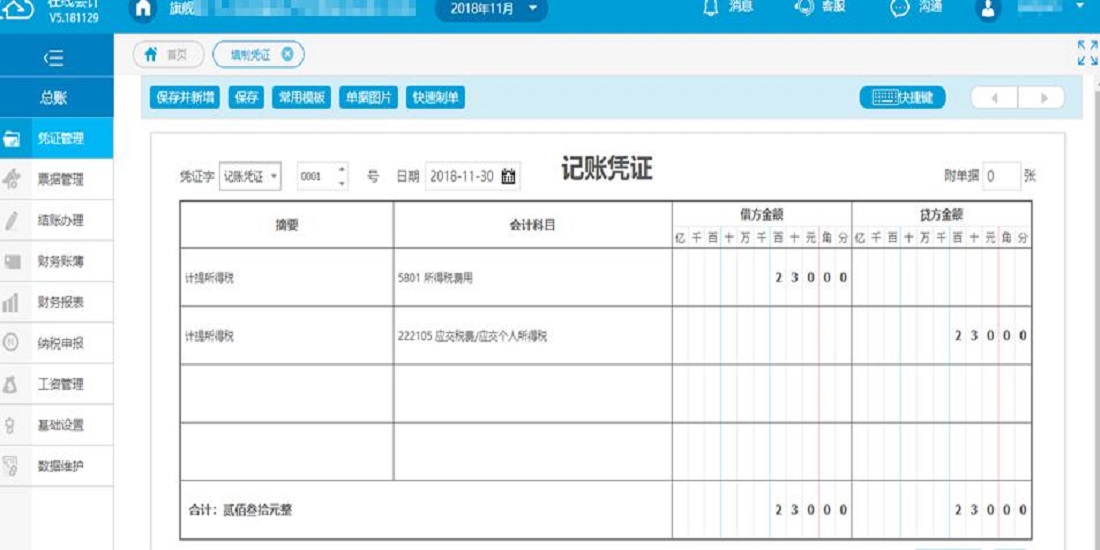 在线会计
V5.181129
旗舰
2018年11月
消息
客服
沟通
首页
填制凭证
总账
凭证管理
票据管理
结账办理
财务账簿
财务报表
纳税申报
工资管理
基础设置
数据维护
保存并新增 保存 常用模板 单据图片 快速制单
快捷键
记账凭证
凭证字 记账凭证 0001 号 日期 2018-11-30 附单据 0 张
摘要 会计科目 借方金额 贷方金额
亿千百十万千百十元角分 亿千百十万千百十元角分
计提所得税 5801 所得税费用 23000
计提所得税 222105 应交税费/应交个人所得税 23000
合计：贰佰叁拾元整 23000 23000